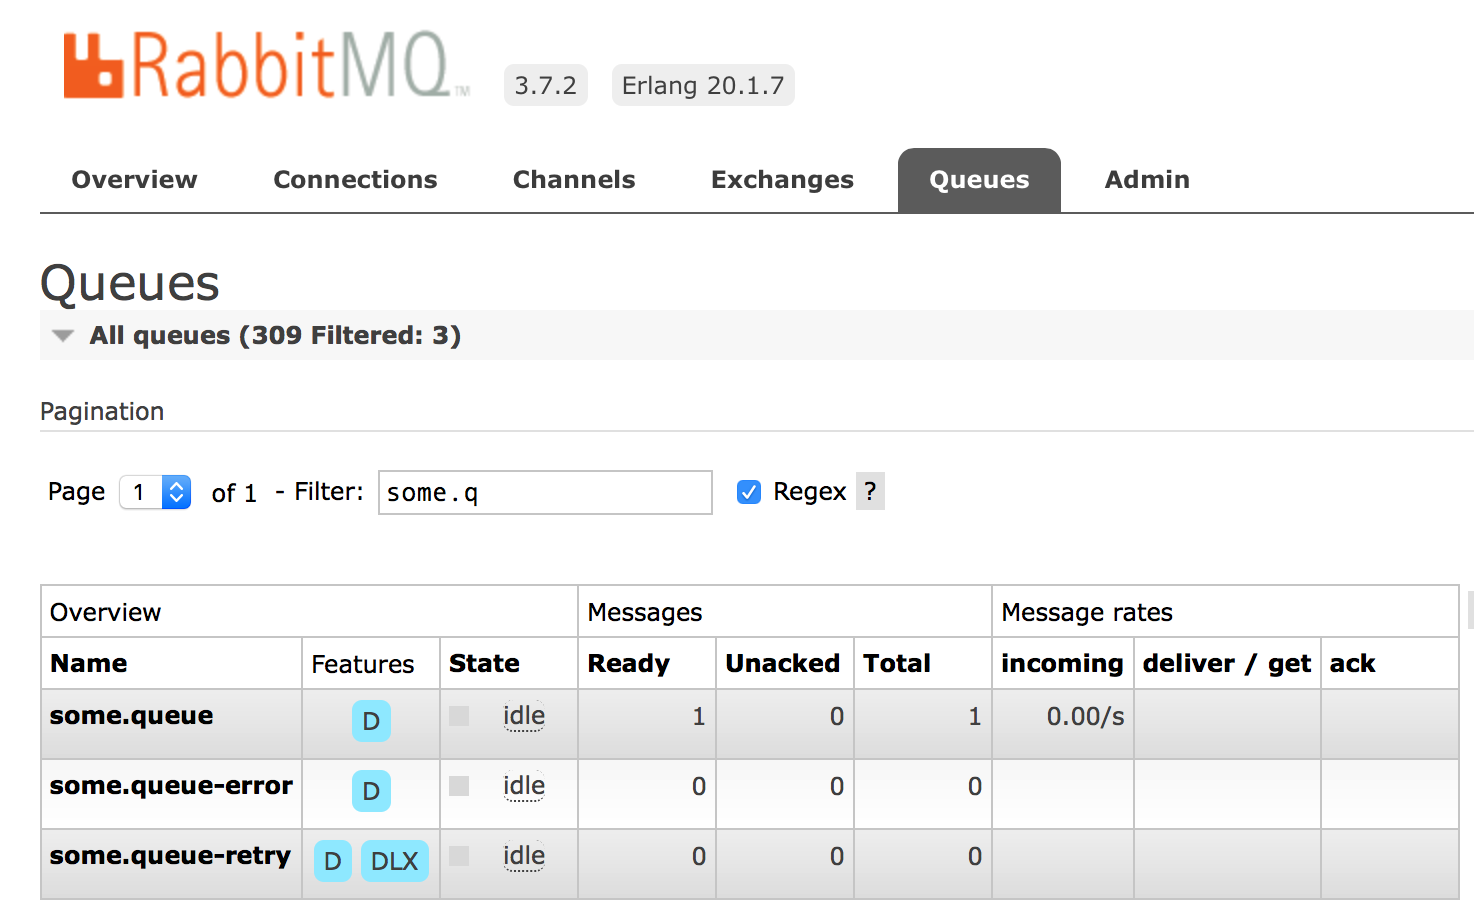 RabbitMQ™ 3.7.2 Erlang 20.1.7
Overview Connections Channels Exchanges Queues Admin
Queues
All queues (309 Filtered: 3)
Pagination
Page 1 of 1 - Filter: some.q Regex ?
Overview Messages Message rates
Name Features State Ready Unacked Total incoming deliver / get ack
some.queue D idle 1 0 1 0.00/s
some.queue-error D idle 0 0 0
some.queue-retry D DLX idle 0 0 0